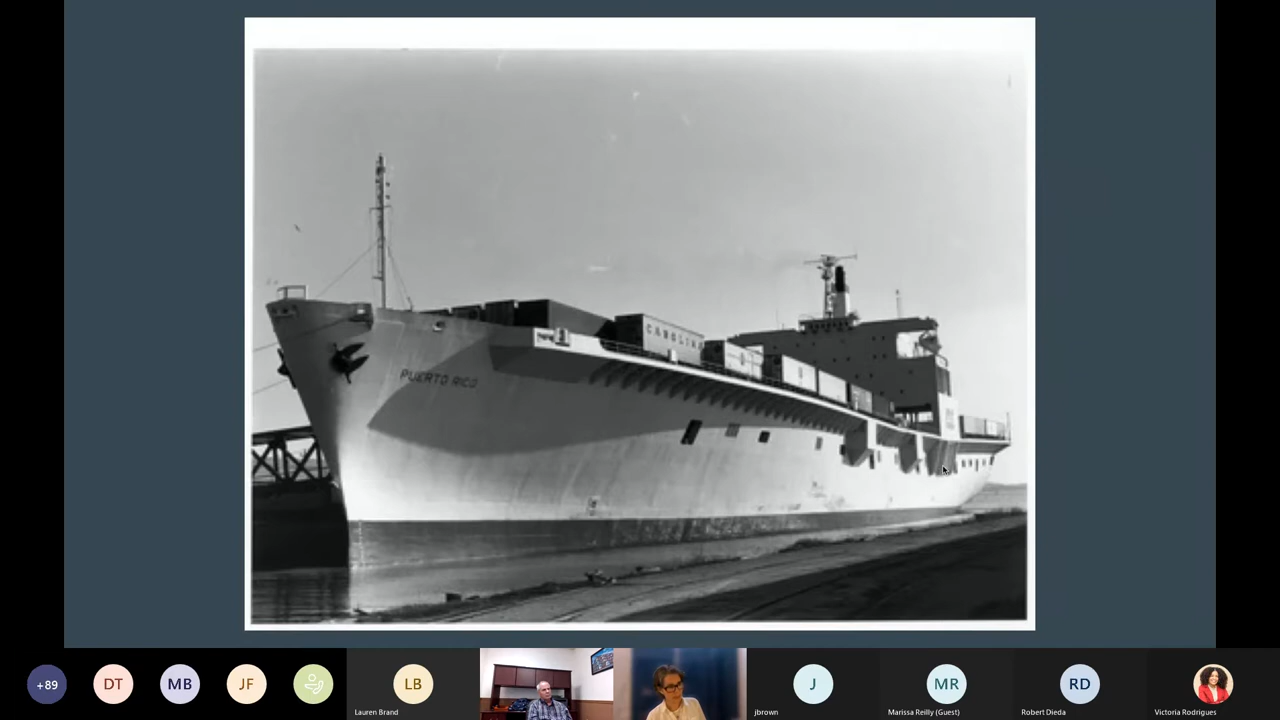 PUERTO RICO
CAROLINA
+89
DT
MB
JF
LB
J
MR
RD
Lauren Brand
jbrown
Marissa Reilly (Guest)
Robert Dieda
Victoria Rodrigues